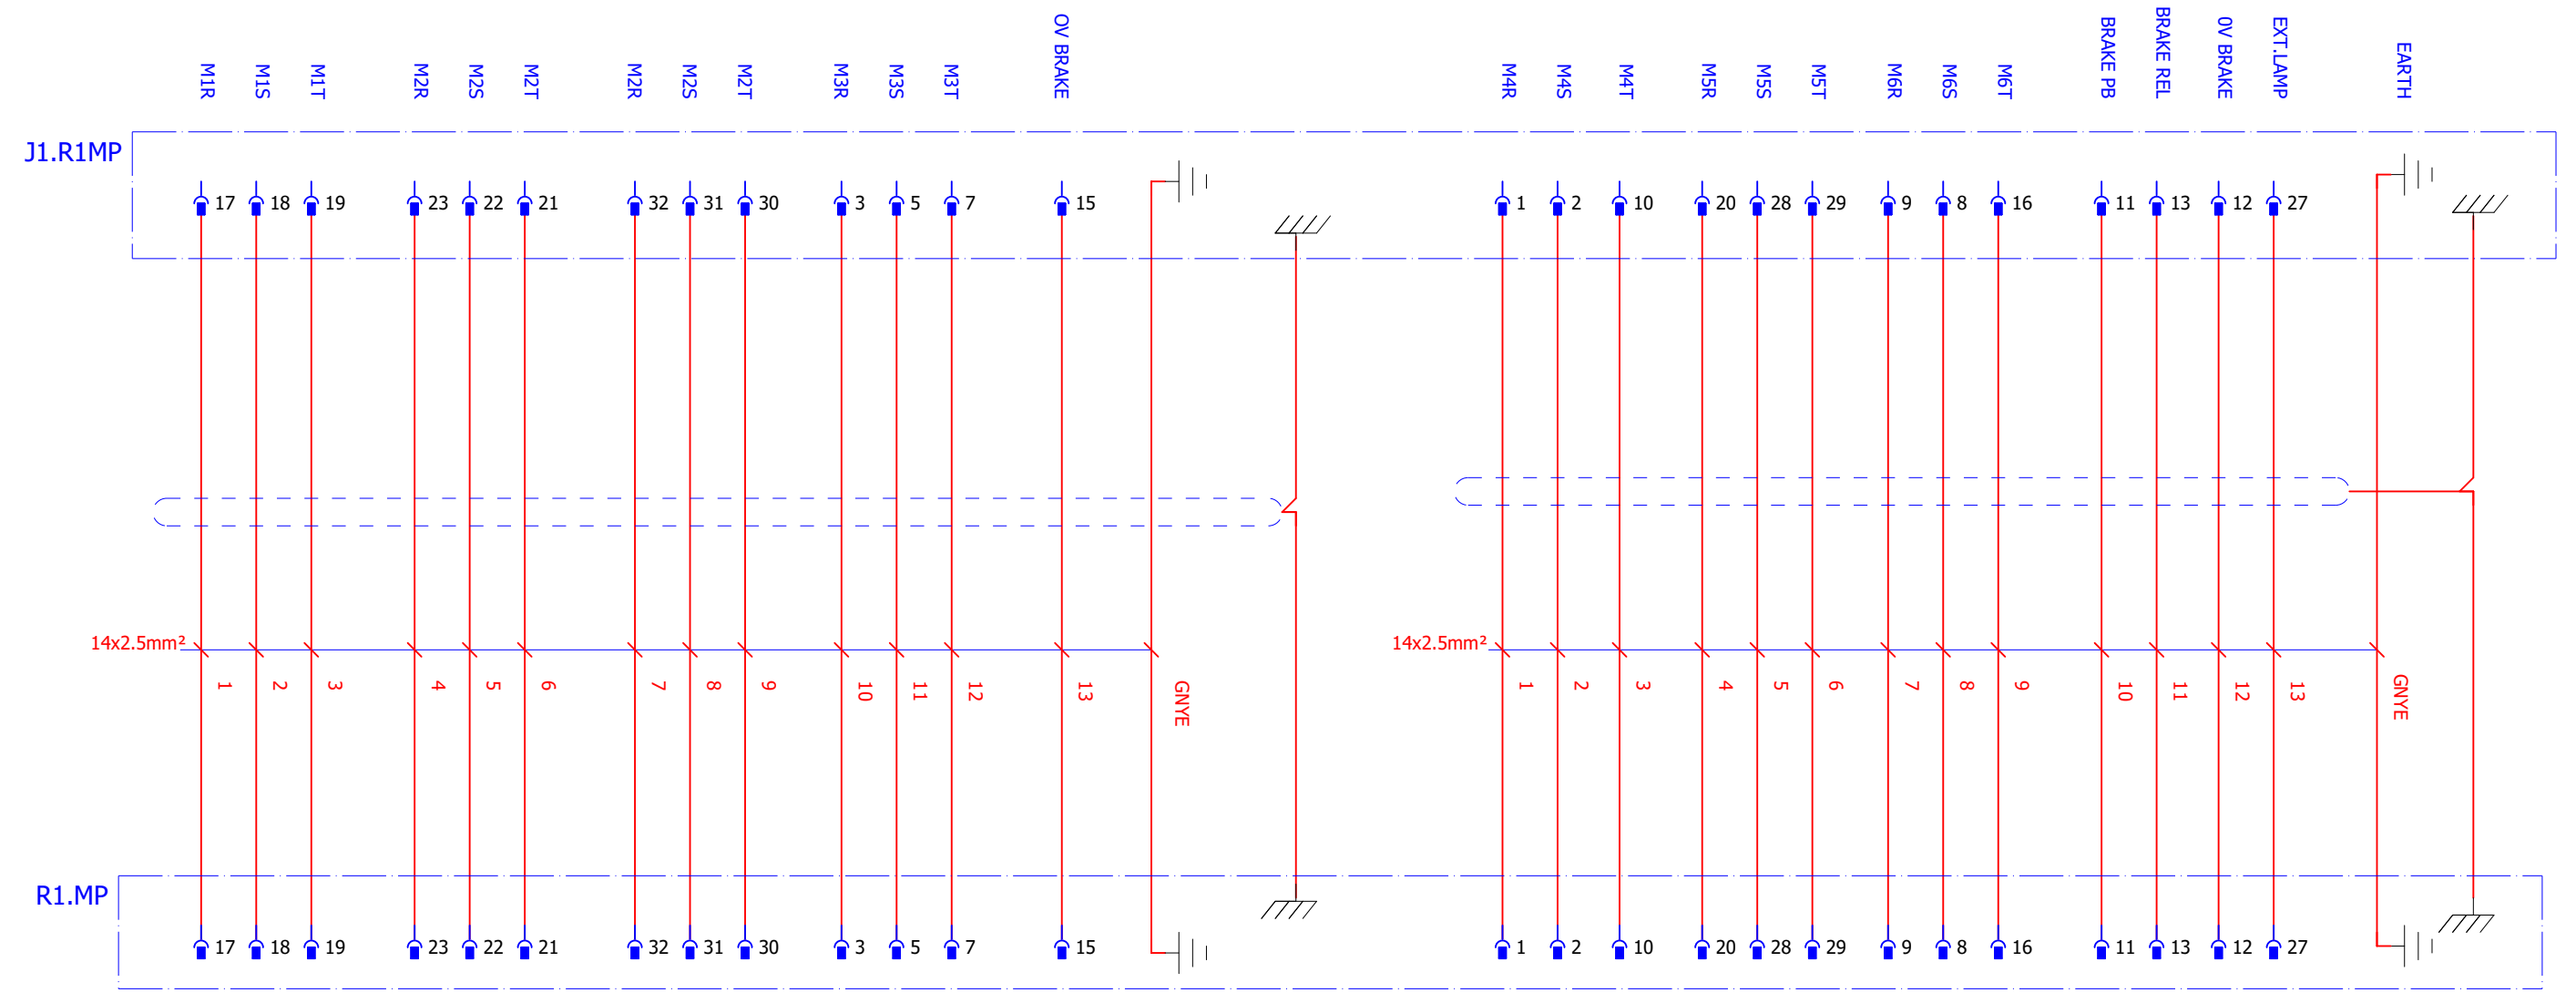 M1R M1S M1T M2R M2S M2T M2R M2S M2T M3R M3S M3T OV BRAKE M4R M4S M4T M5R M5S M5T M6R M6S M6T BRAKE PB BRAKE REL 0V BRAKE EXT.LAMP EARTH
J1.R1MP
17 18 19 23 22 21 32 31 30 3 5 7 15 1 2 10 20 28 29 9 8 16 11 13 12 27
14x2.5mm² 14x2.5mm²
1 2 3 4 5 6 7 8 9 10 11 12 13 GNYE 1 2 3 4 5 6 7 8 9 10 11 12 13 GNYE
R1.MP
17 18 19 23 22 21 32 31 30 3 5 7 15 1 2 10 20 28 29 9 8 16 11 13 12 27